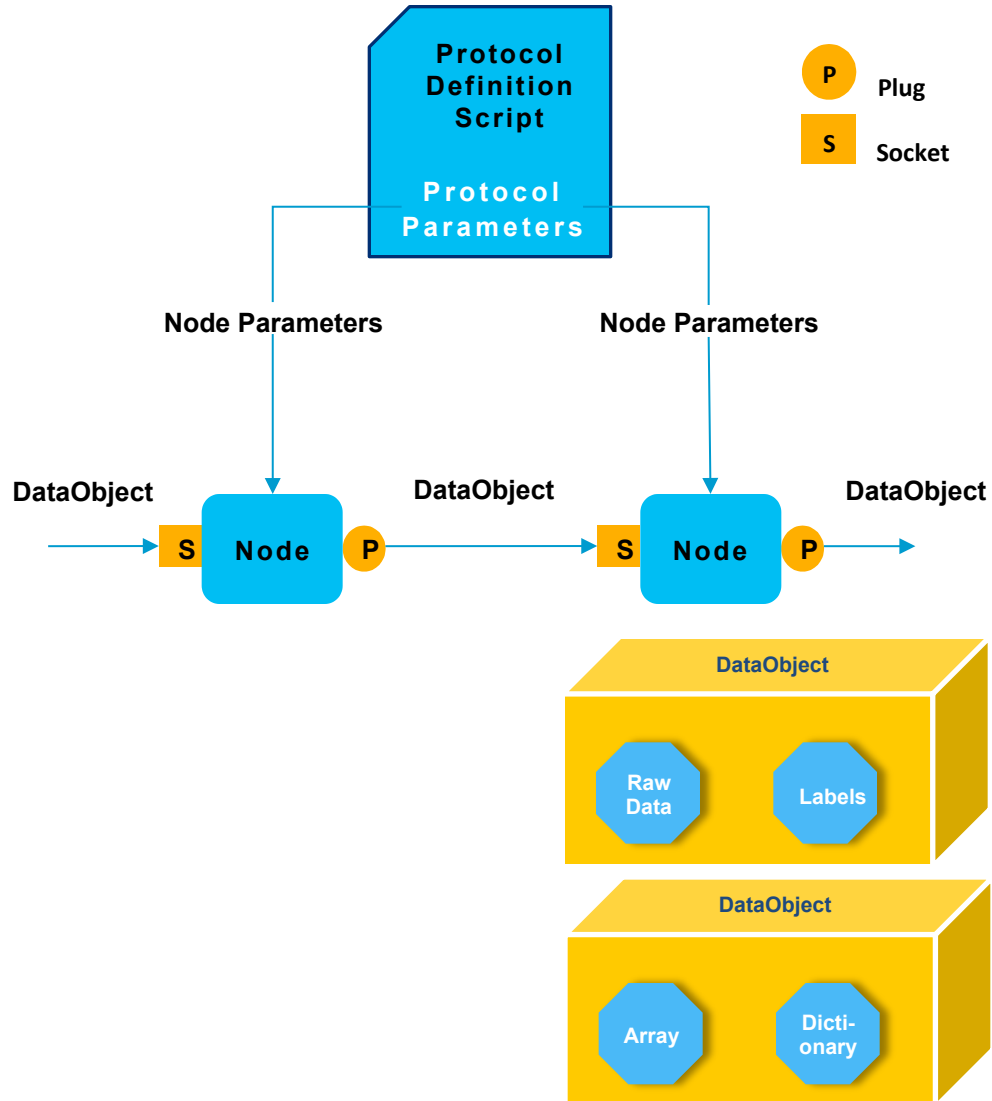 Protocol
Definition
Script
Protocol
Parameters
P
Plug
S
Socket
Node Parameters
Node Parameters
DataObject
DataObject
DataObject
S
Node
P
S
Node
P
DataObject
Raw
Data
Labels
DataObject
Array
Dicti-
onary